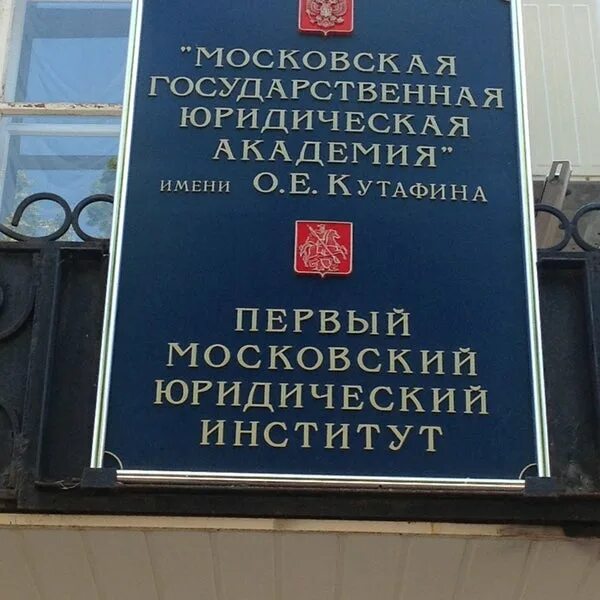 "МОСКОВСКАЯ
ГОСУДАРСТВЕННАЯ
ЮРИДИЧЕСКАЯ
АКАДЕМИЯ"
ИМЕНИ О.Е. КУТАФИНА
ПЕРВЫЙ
МОСКОВСКИЙ
ЮРИДИЧЕСКИЙ
ИНСТИТУТ